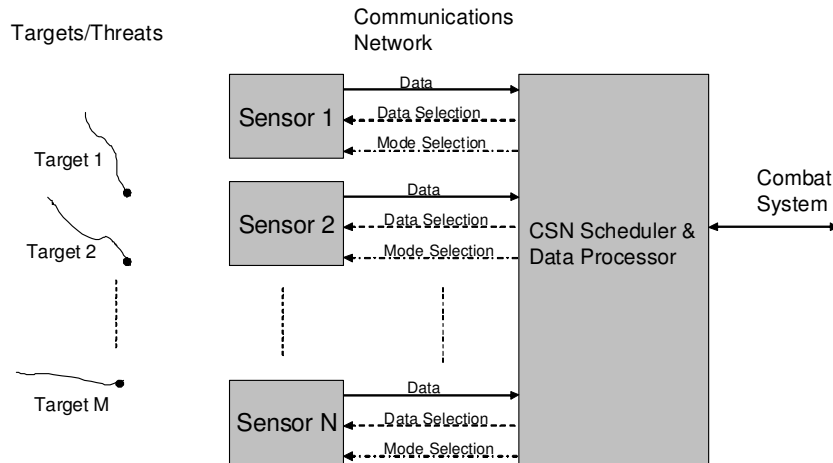 Targets/Threats
Communications
Network
Target 1
Target 2
Target M
Sensor 1
Data
Data Selection
Mode Selection
Sensor 2
Data
Data Selection
Mode Selection
Sensor N
Data
Data Selection
Mode Selection
CSN Scheduler &
Data Processor
Combat
System